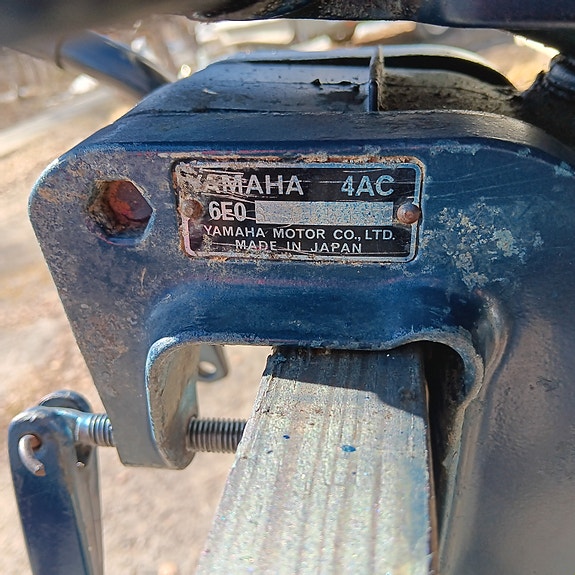 YAMAHA 4AC
6E0
YAMAHA MOTOR CO., LTD.
MADE IN JAPAN